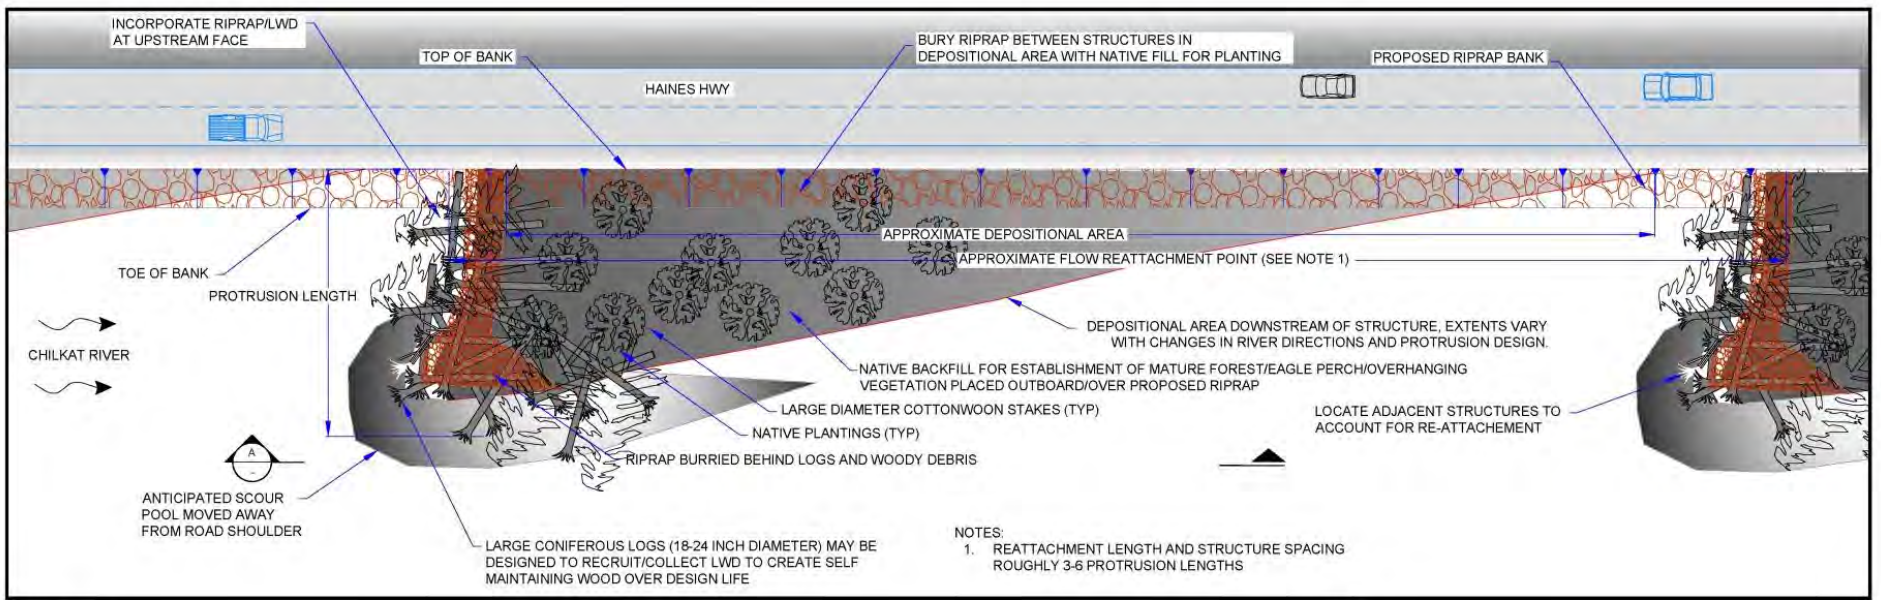 INCORPORATE RIPRAP/LWD
AT UPSTREAM FACE
TOP OF BANK
BURY RIPRAP BETWEEN STRUCTURES IN
DEPOSITIONAL AREA WITH NATIVE FILL FOR PLANTING
PROPOSED RIPRAP BANK
HAINES HWY
APPROXIMATE DEPOSITIONAL AREA
APPROXIMATE FLOW REATTACHMENT POINT (SEE NOTE 1)
TOE OF BANK
PROTRUSION LENGTH
CHILKAT RIVER
DEPOSITIONAL AREA DOWNSTREAM OF STRUCTURE, EXTENTS VARY
WITH CHANGES IN RIVER DIRECTIONS AND PROTRUSION DESIGN.
NATIVE BACKFILL FOR ESTABLISHMENT OF MATURE FOREST/EAGLE PERCH/OVERHANGING
VEGETATION PLACED OUTBOARD/OVER PROPOSED RIPRAP
LARGE DIAMETER COTTONWOON STAKES (TYP)
NATIVE PLANTINGS (TYP)
RIPRAP BURRIED BEHIND LOGS AND WOODY DEBRIS
LOCATE ADJACENT STRUCTURES TO
ACCOUNT FOR RE-ATTACHEMENT
A
-
ANTICIPATED SCOUR
POOL MOVED AWAY
FROM ROAD SHOULDER
LARGE CONIFEROUS LOGS (18-24 INCH DIAMETER) MAY BE
DESIGNED TO RECRUIT/COLLECT LWD TO CREATE SELF
MAINTAINING WOOD OVER DESIGN LIFE
NOTES:
1. REATTACHMENT LENGTH AND STRUCTURE SPACING
ROUGHLY 3-6 PROTRUSION LENGTHS